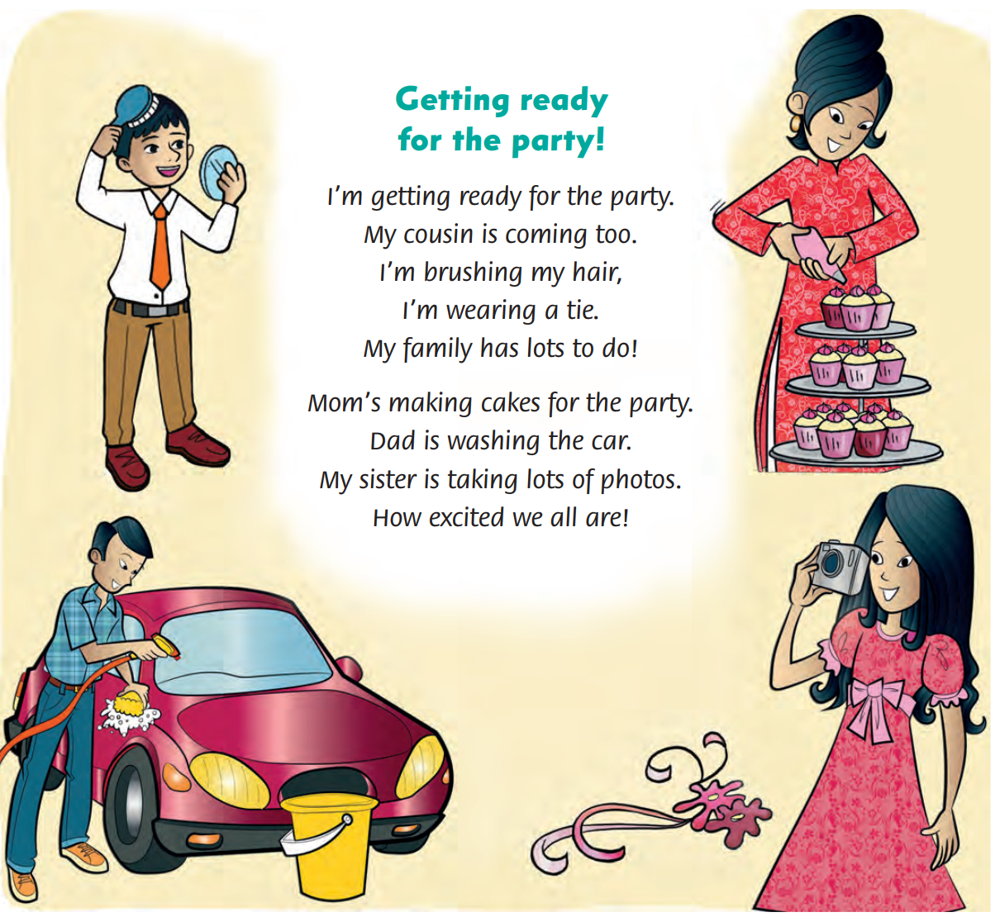 Getting ready
for the party!
I'm getting ready for the party.
My cousin is coming too.
I'm brushing my hair,
I'm wearing a tie.
My family has lots to do!
Mom's making cakes for the party.
Dad is washing the car.
My sister is taking lots of photos.
How excited we all are!